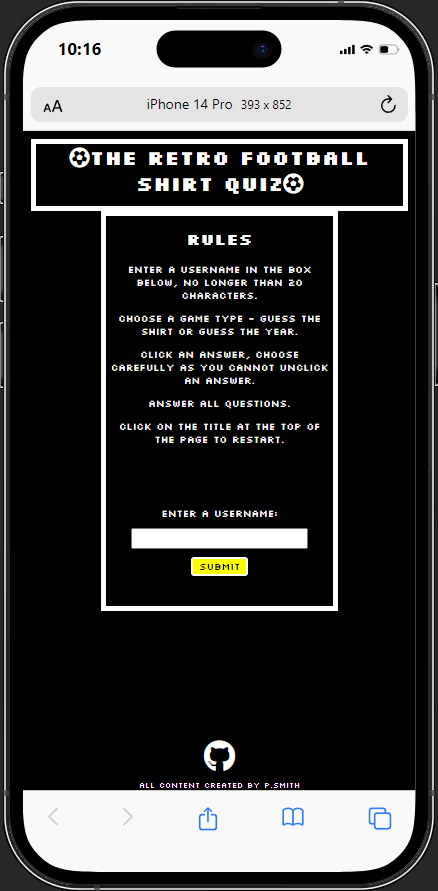 10:16
AA
iPhone 14 Pro 393 x 852
THE RETRO FOOTBALL
SHIRT QUIZ
RULES
ENTER A USERNAME IN THE BOX
BELOW, NO LONGER THAN 20
CHARACTERS.
CHOOSE A GAME TYPE - GUESS THE
SHIRT OR GUESS THE YEAR.
CLICK AN ANSWER, CHOOSE
CAREFULLY AS YOU CANNOT UNCLICK
AN ANSWER.
ANSWER ALL QUESTIONS.
CLICK ON THE TITLE AT THE TOP OF
THE PAGE TO RESTART.
ENTER A USERNAME:
SUBMIT
ALL CONTENT CREATED BY P.SMITH